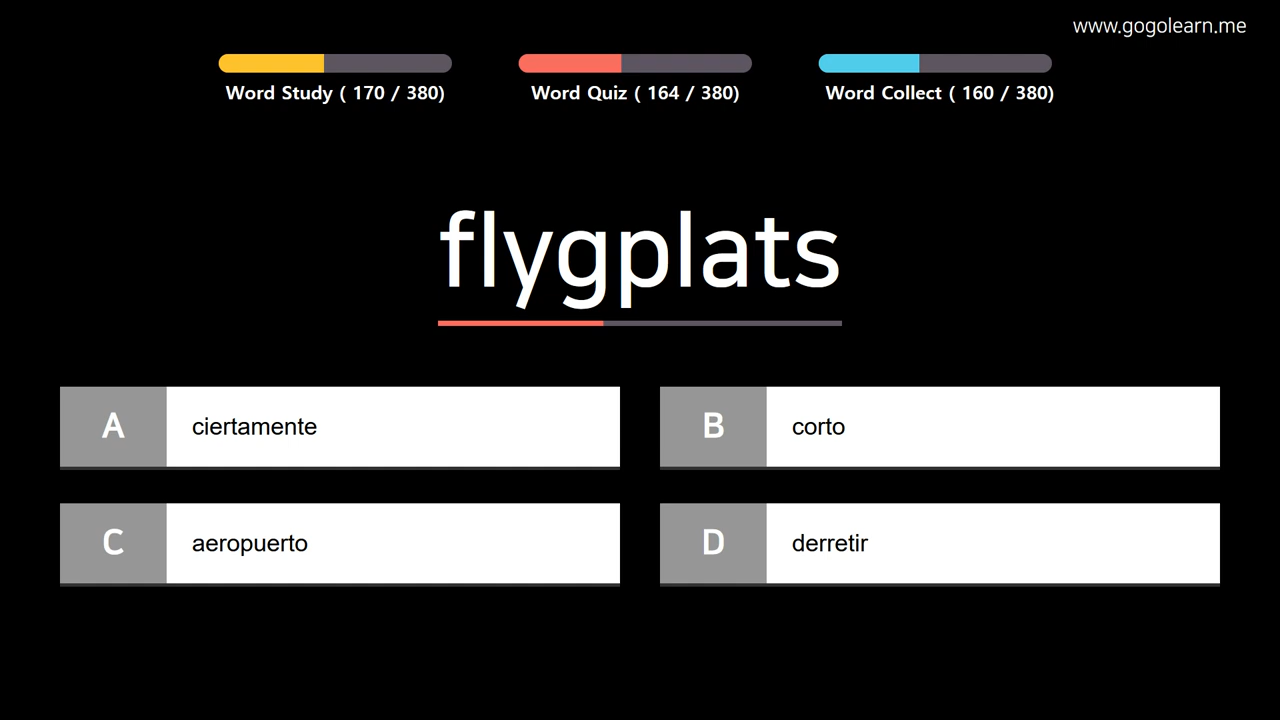 www.gogolearn.me
Word Study ( 170 / 380)
Word Quiz ( 164 / 380)
Word Collect ( 160 / 380)
flygplats
A ciertamente
B corto
C aeropuerto
D derretir